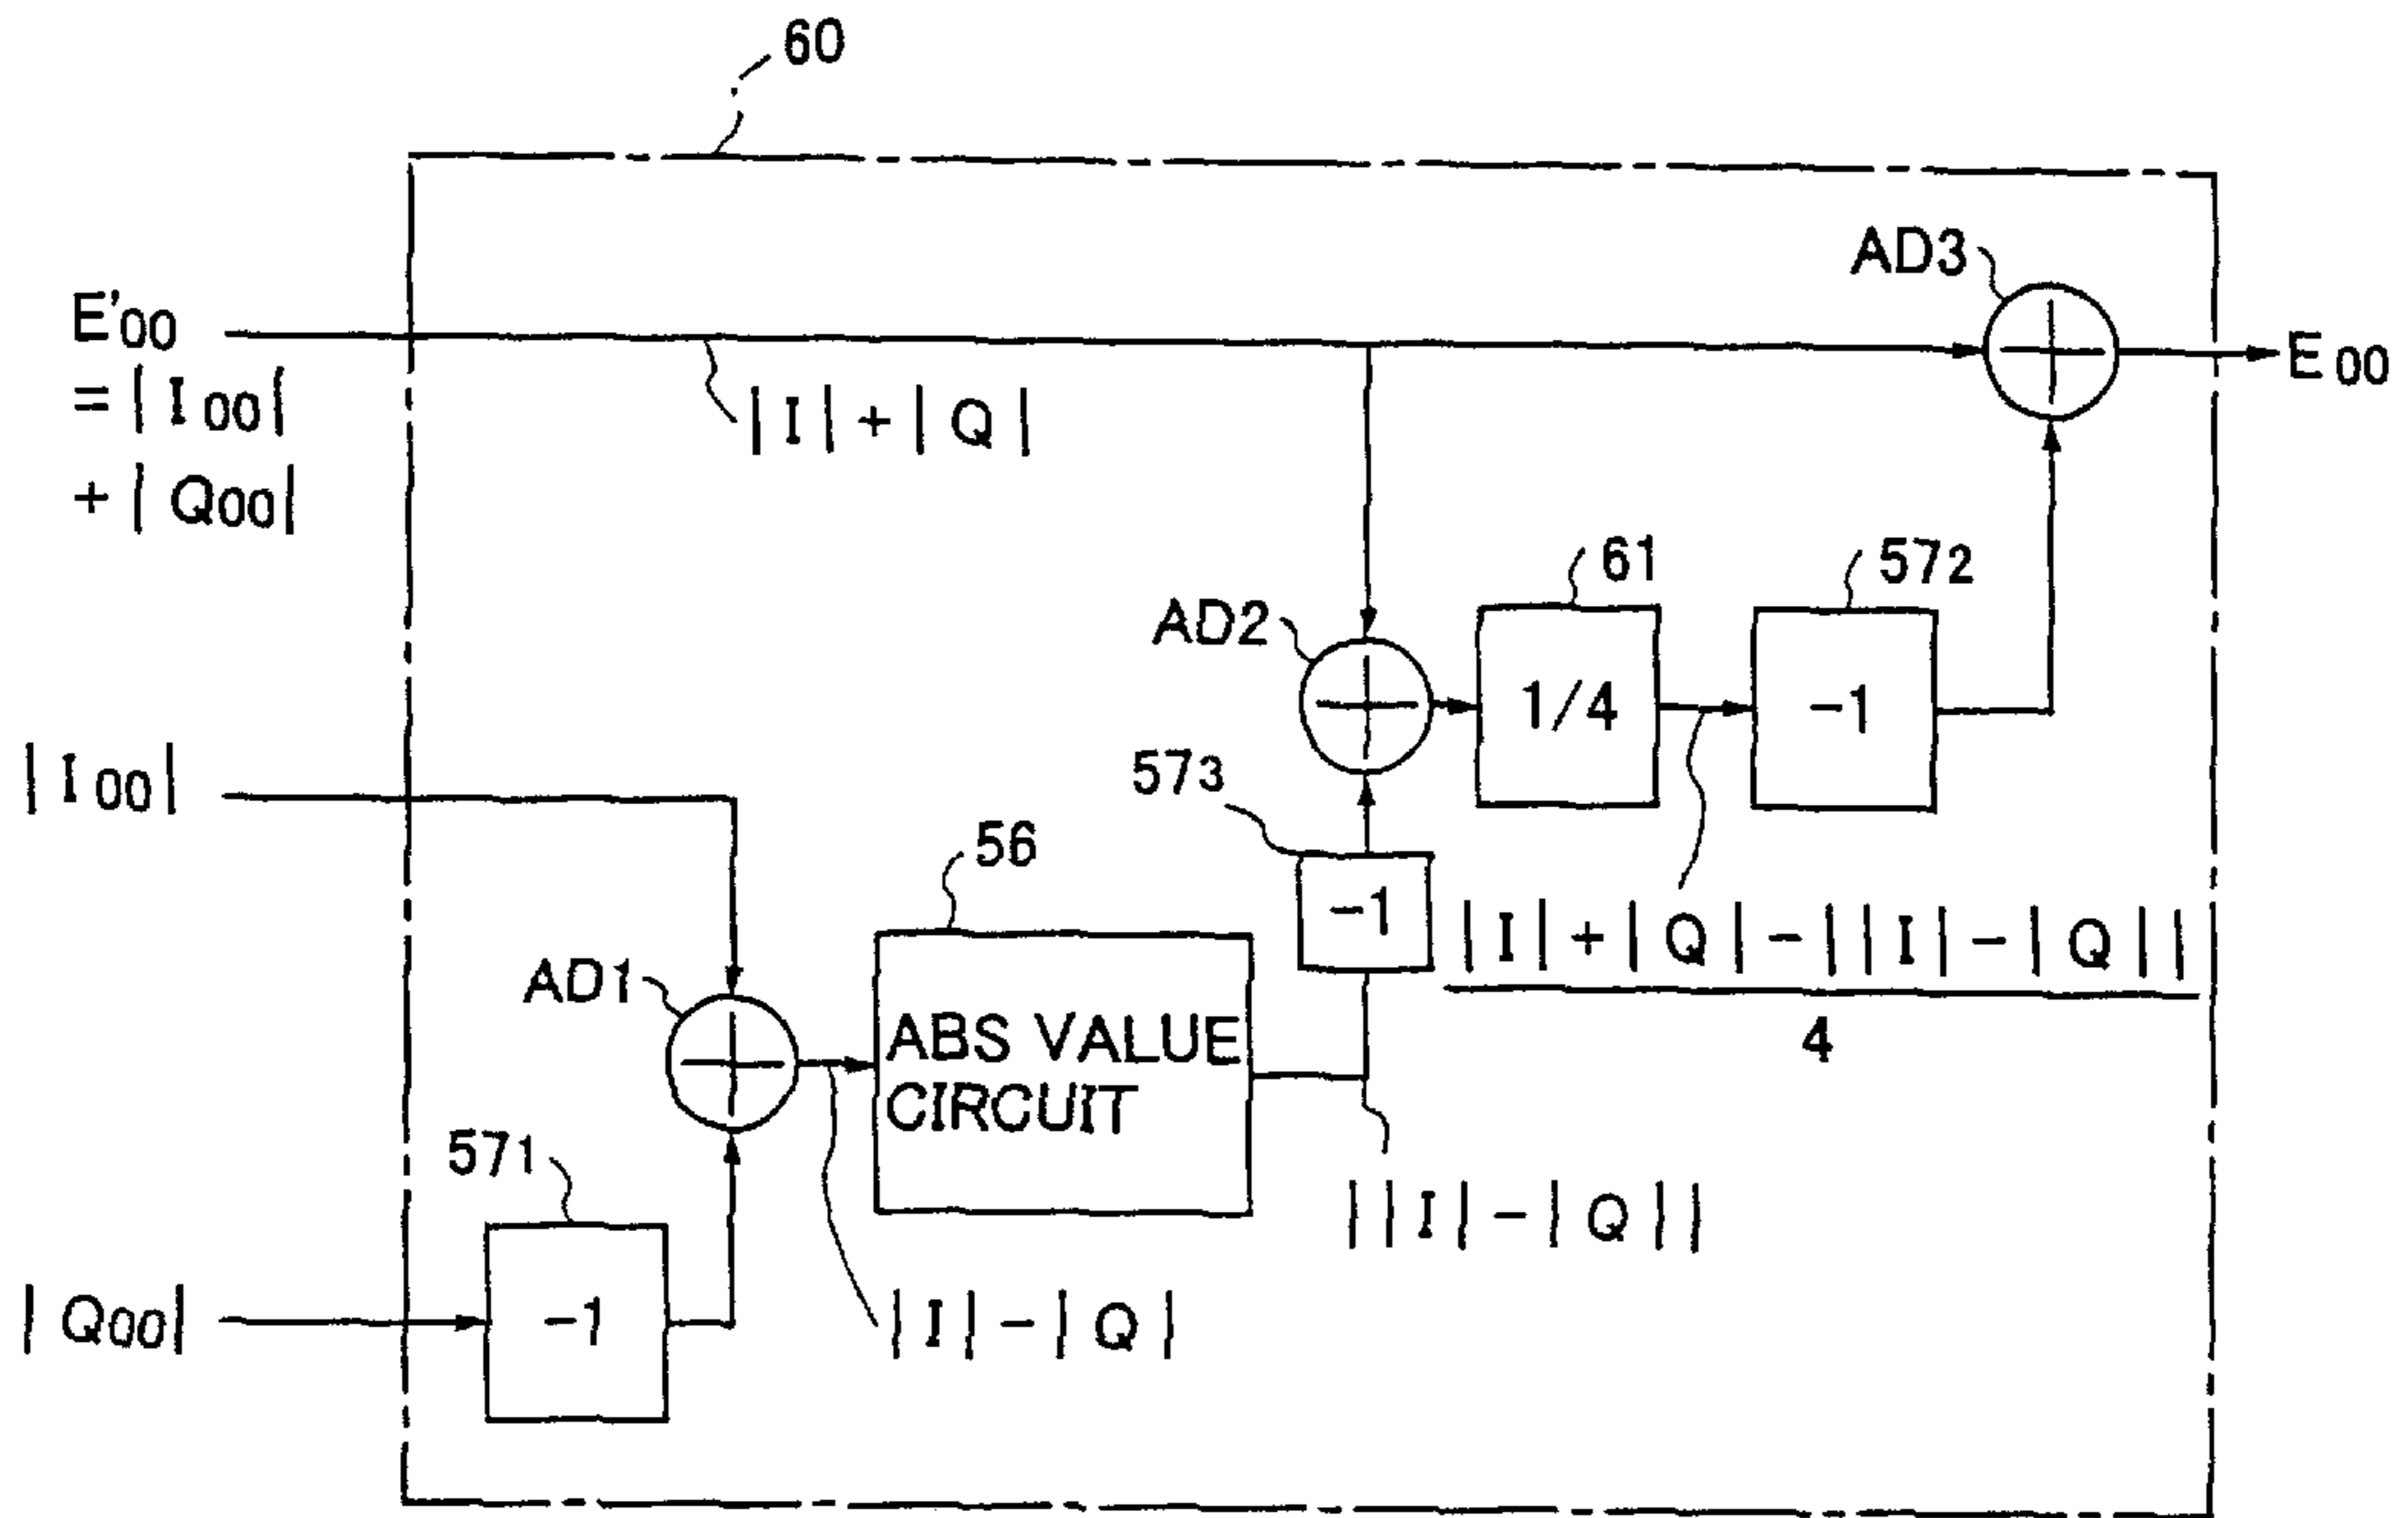 60
AD3
E'00
= | I 00 |
+ | Q00 |
| I | + | Q |
E 00
61
572
AD2
1/4
-1
573
| I 00 |
56
-1
| I | + | Q | - | | I | - | Q | |
4
AD1
ABS VALUE
CIRCUIT
571
| | I | - | Q | |
| Q00 |
-1
| I | - | Q |